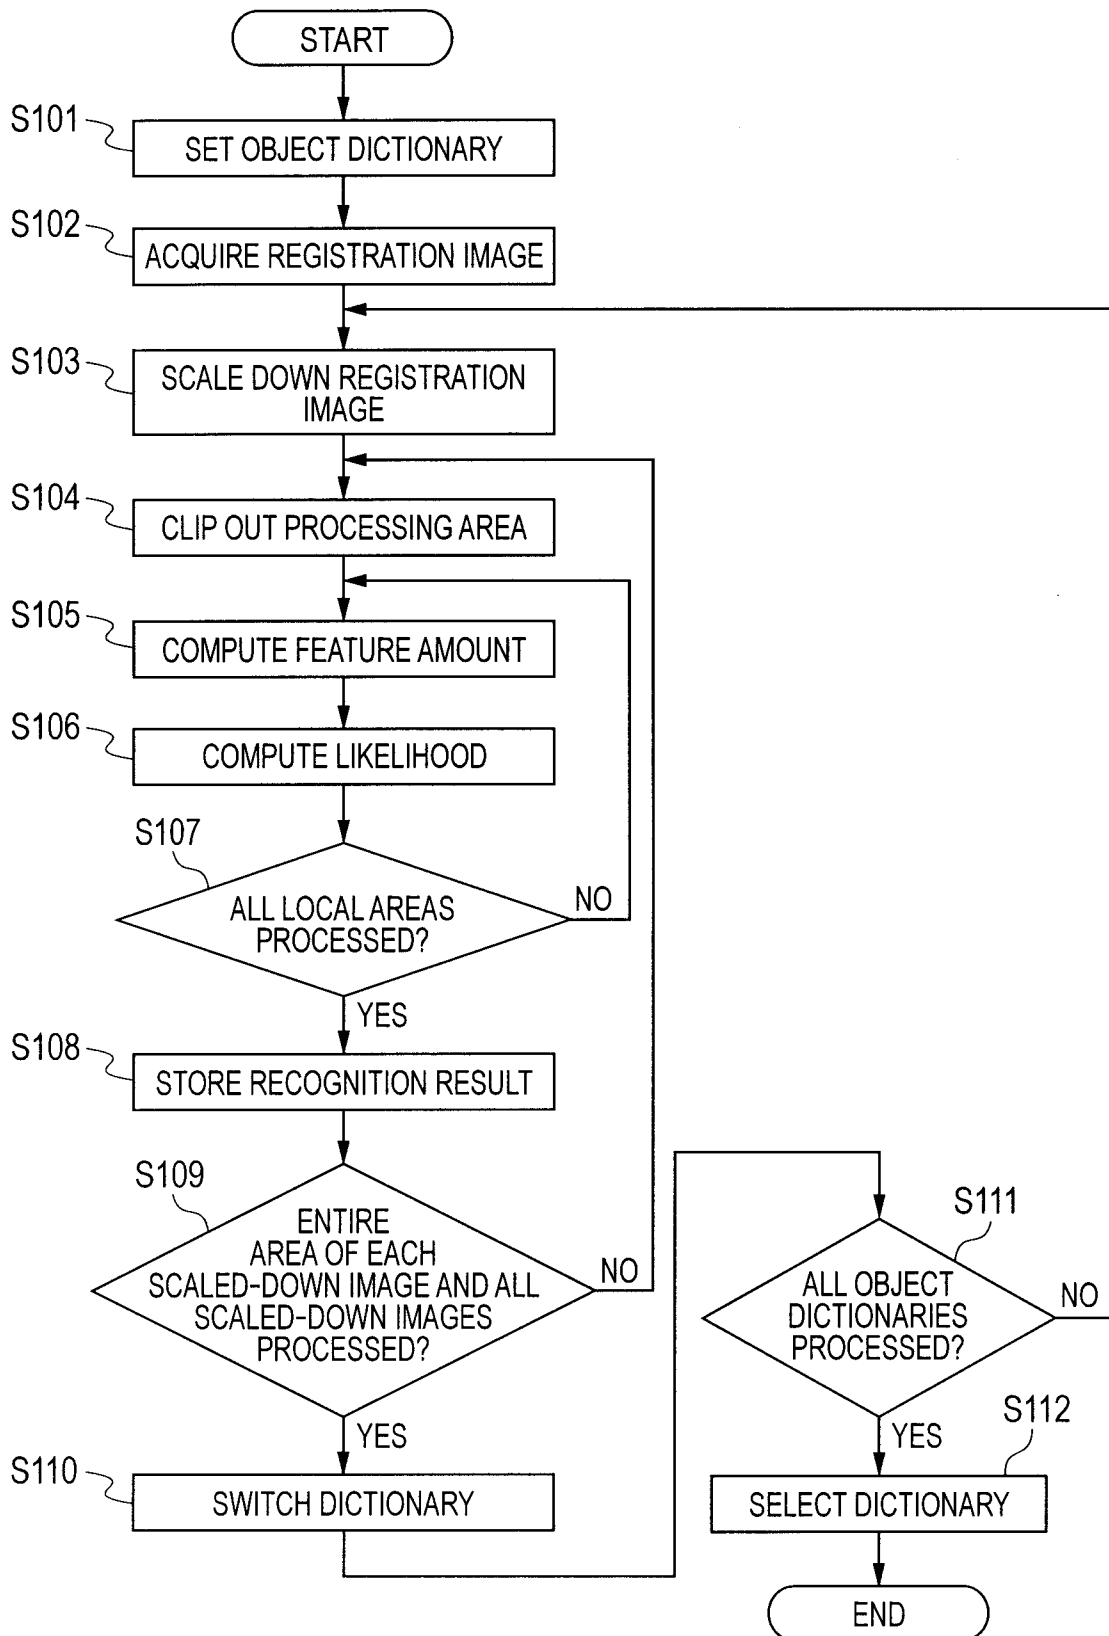 START
S101
SET OBJECT DICTIONARY
S102
ACQUIRE REGISTRATION IMAGE
S103
SCALE DOWN REGISTRATION
IMAGE
S104
CLIP OUT PROCESSING AREA
S105
COMPUTE FEATURE AMOUNT
S106
COMPUTE LIKELIHOOD
S107
ALL LOCAL AREAS
PROCESSED?
NO
YES
S108
STORE RECOGNITION RESULT
S109
ENTIRE
AREA OF EACH
SCALED-DOWN IMAGE AND ALL
SCALED-DOWN IMAGES
PROCESSED?
NO
YES
S110
SWITCH DICTIONARY
S111
ALL OBJECT
DICTIONARIES
PROCESSED?
NO
YES
S112
SELECT DICTIONARY
END